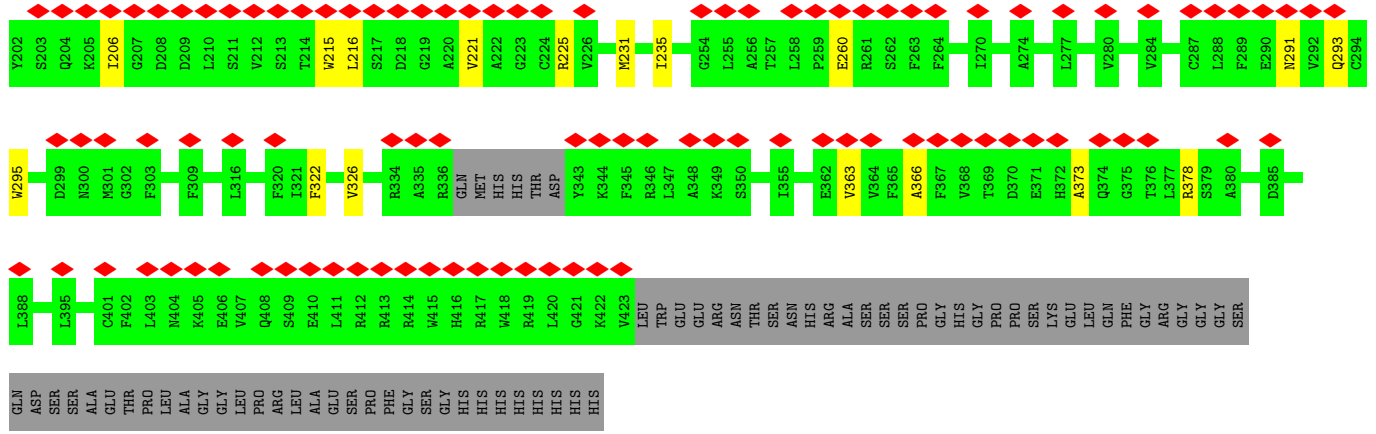 Y202 S203 Q204 K205 I206 G207 D208 D209 L210 S211 V212 S213 T214 W215 L216 S217 D218 G219 A220 V221 A222 G223 C224 R225 V226 M231 I235 G254 L255 A256 T257 L258 P259 E260 R261 S262 F263 F264 I270 A274 L277 V280 V284 C287 L288 F289 E290 N291 V292 Q293 C294
W295 D299 N300 M301 G302 F303 F309 L316 F320 I321 F322 V326 R334 A335 R336 GLN MET HIS HIS THR ASP Y343 K344 F345 R346 L347 A348 K349 S350 I355 E362 V363 V364 F365 A366 F367 V368 T369 D370 E371 H372 A373 Q374 G375 T376 L377 R378 S379 A380 D385
L388 L395 C401 F402 L403 N404 K405 E406 V407 Q408 S409 E410 L411 R412 R413 R414 W415 H416 R417 W418 R419 L420 G421 K422 V423 LEU TRP GLU GLU ARG ASN THR SER ASN HIS ARG ALA SER SER SER PRO GLY HIS GLY PRO PRO SER LYS GLU LEU GLN PHE GLY ARG GLY GLY GLY SER
GLN ASP SER SER ALA GLU THR PRO LEU ALA GLY GLY LEU PRO ARG LEU ALA GLU SER PRO PHE GLY SER GLY HIS HIS HIS HIS HIS HIS HIS HIS